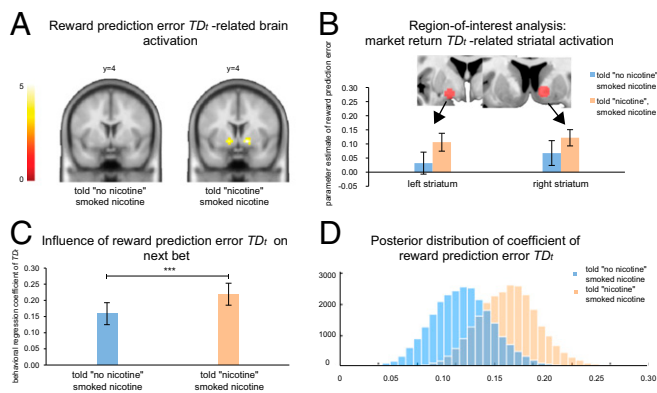 A
Reward prediction error TDt -related brain
activation
y=4
y=4
5
0
told "no nicotine"
smoked nicotine
told "nicotine"
smoked nicotine
B
Region-of-interest analysis:
market return TDt -related striatal activation
parameter estimate of reward prediction error
0.30
0.25
0.20
0.15
0.10
0.05
0.00
-0.05
left striatum
right striatum
told "no nicotine"
smoked nicotine
told "nicotine",
smoked nicotine
C
Influence of reward prediction error TDt on
next bet
behavioral regression coefficient of TD
0.30
0.25
0.20
0.15
0.10
0.05
0.00
***
told "no nicotine"
smoked nicotine
told "nicotine"
smoked nicotine
D
Posterior distribution of coefficient of
reward prediction error TDt
told "no nicotine"
smoked nicotine
told "nicotine"
smoked nicotine
3000
2000
1000
0
0
0.05
0.10
0.15
0.20
0.25
0.30